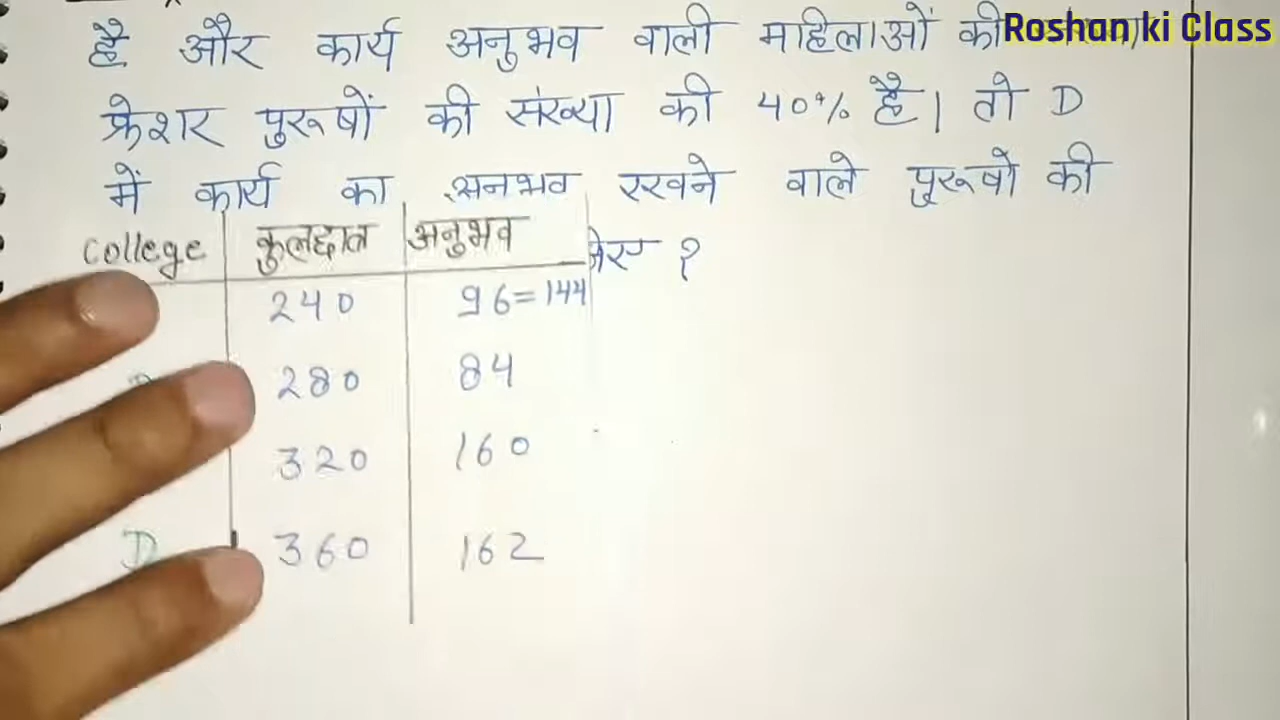 Roshan ki Class
है और कार्य अनुभव वाली महिलाओं की
फ्रेशर पुरूषों की संख्या की 40% है। तो D
में कार्य का अनुभव रखने वाले पुरूषो की
?
College कुलछात्र अनुभव
240 96=144
280 84
320 160
D 360 162